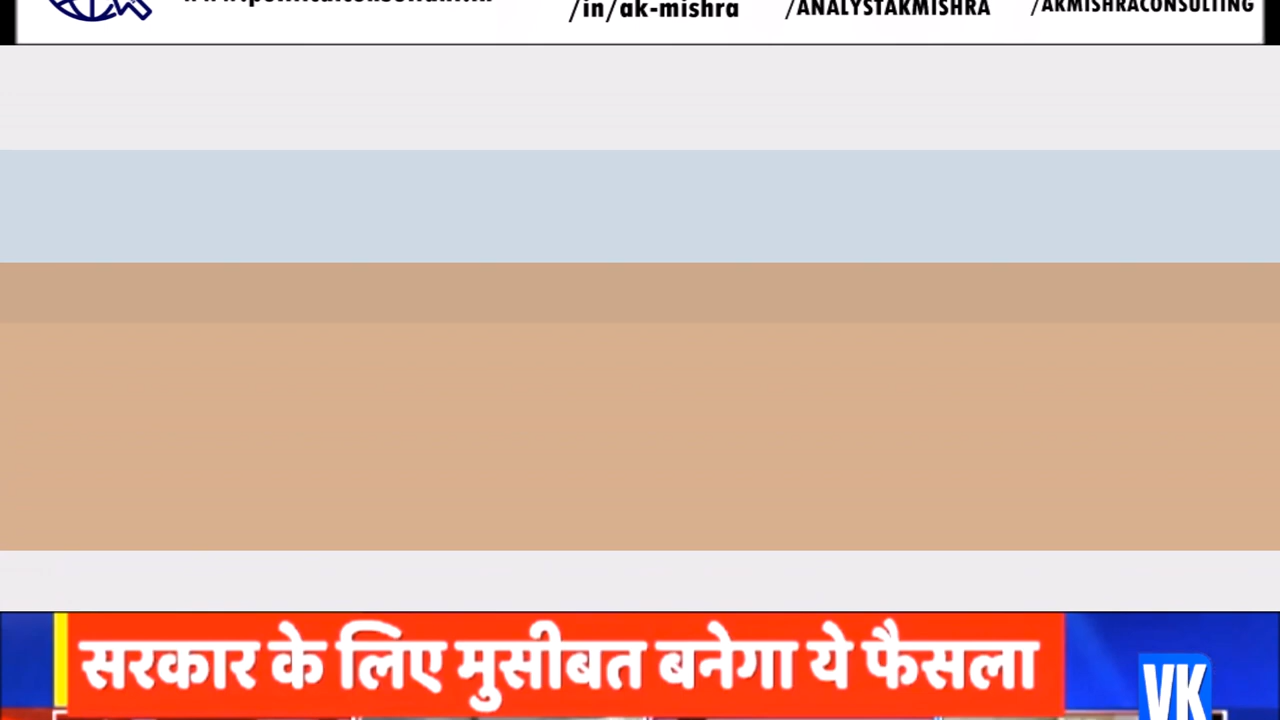 /in/ak-mishra /ANALYSTAKMISHRA /AKMISHRACONSULTING
सरकार के लिए मुसीबत बनेगा ये फैसला
VK